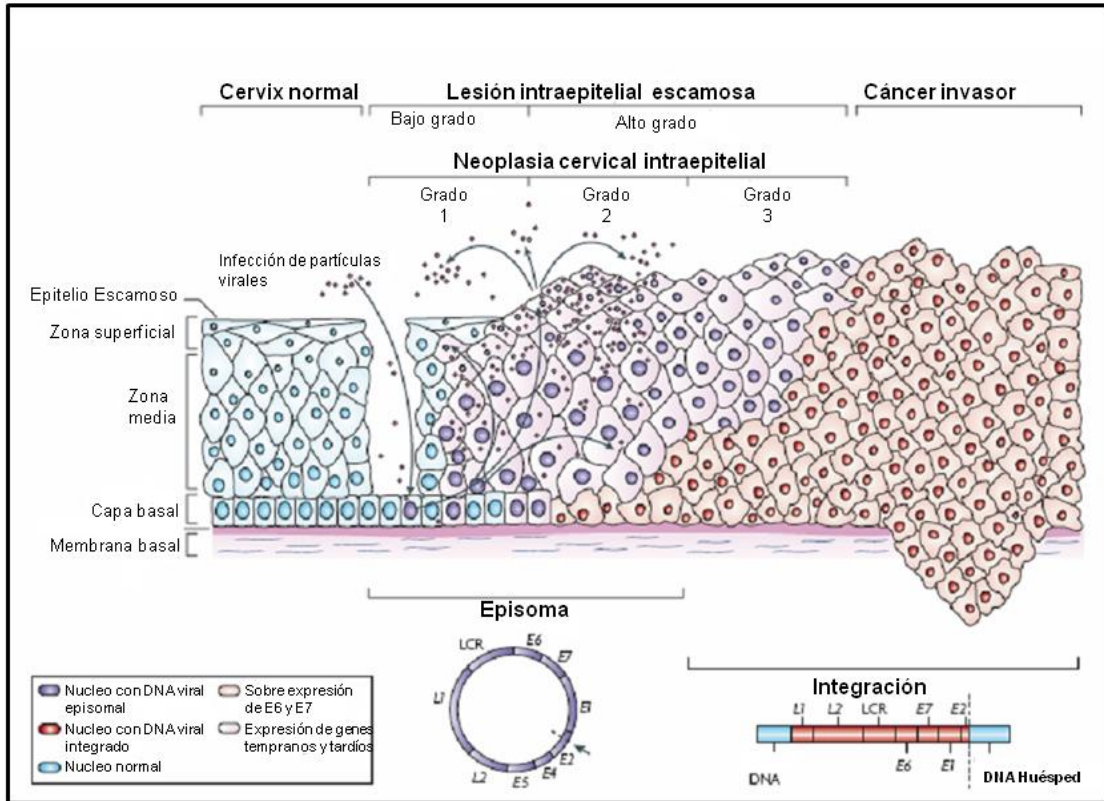 Cervix normal
Lesión intraepitelial escamosa
Cáncer invasor
Bajo grado
Alto grado
Neoplasia cervical intraepitelial
Grado
1
Grado
2
Grado
3
Infección de partículas
virales
Epitelio Escamoso
Zona superficial
Zona
media
Capa basal
Membrana basal
Episoma
LCR
E6
E7
E1
E2
E4
E5
L2
L1
Nucleo con DNA viral
episomal
Nucleo con DNA viral
integrado
Nucleo normal
Sobre expresión
de E6 y E7
Expresión de genes
tempranos y tardíos
Integración
L1
L2
LCR
E7
E2
E6
E1
DNA
DNA Huésped